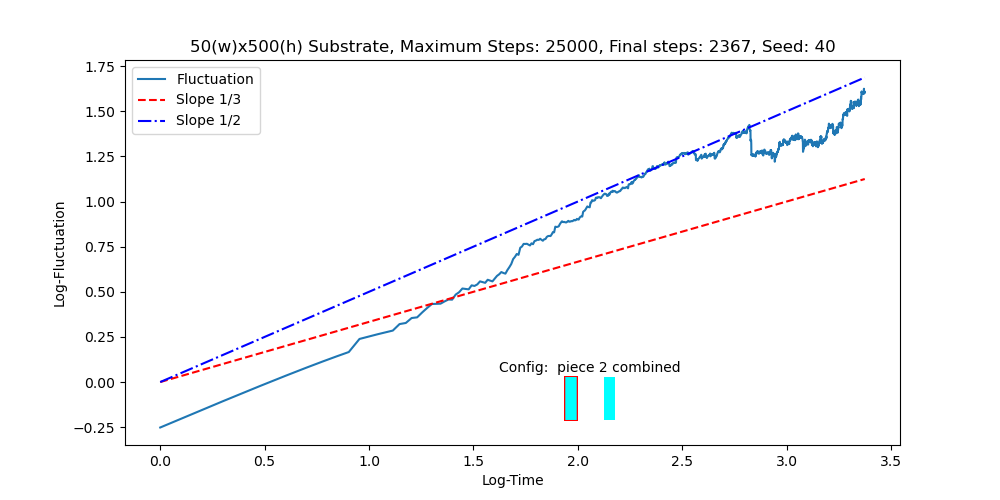 50(w)x500(h) Substrate, Maximum Steps: 25000, Final steps: 2367, Seed: 40
1.75
1.50
1.25
1.00
0.75
0.50
0.25
0.00
−0.25
Log-Fluctuation
Fluctuation
Slope 1/3
Slope 1/2
Config:  piece 2 combined
0.0 0.5 1.0 1.5 2.0 2.5 3.0 3.5
Log-Time